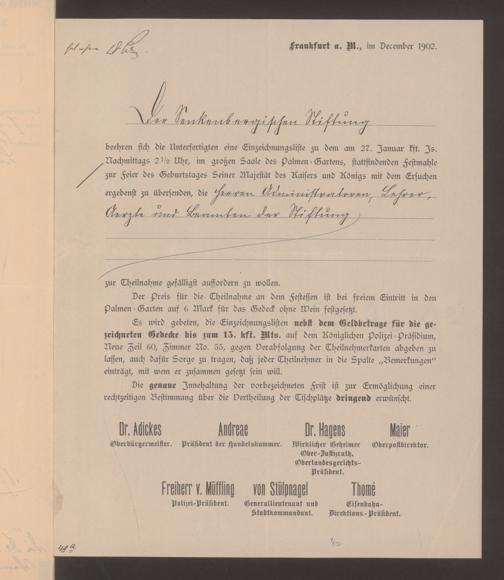 Frankfurt a. M., im December 1902.
Der Senkenbergischen Stiftung
beehren sich die Unterfertigten eine Einzeichnungsliste zu dem am 27. Januar kft. Js.
Nachmittags 2 1/2 Uhr, im großen Saale des Palmen-Gartens, stattfindenden Festmahle
zur Feier des Geburtstages Seiner Majestät des Kaisers und Königs mit dem Ersuchen
ergebenst zu übersenden, die Herren Administratoren, Lehrer,
Aerzte und Beamten der Stiftung
zur Theilnahme gefälligst auffordern zu wollen.
Der Preis für die Theilnahme an dem Festessen ist bei freiem Eintritt in den
Palmen-Garten auf 6 Mark für das Gedeck ohne Wein festgesetzt.
Es wird gebeten, die Einzeichnungslisten nebst dem Geldbetrage für die ge-
zeichneten Gedecke bis zum 15. kft. Mts. auf dem Königlichen Polizei-Präsidium,
Neue Zeil 60, Zimmer No. 55, gegen Verabfolgung der Theilnehmerkarten abgeben zu
lassen, auch dafür Sorge zu tragen, daß jeder Theilnehmer in die Spalte „Bemerkungen"
einträgt, mit wem er zusammen gesetzt sein will.
Die genaue Innehaltung der vorbezeichneten Frist ist zur Ermöglichung einer
rechtzeitigen Bestimmung über die Vertheilung der Tischplätze dringend erwünscht.
Dr. Adickes Andreae Dr. Hagens Maier
Oberbürgermeister. Präsident der Handelskammer. Wirklicher Geheimer Oberpostdirektor.
Ober-Justizrath,
Oberlandesgerichts-
Präsident.
Freiherr v. Müffling von Stülpnagel Thomé
Polizei-Präsident. Generallieutenant und Eisenbahn-
Stadtkommandant. Direktions-Präsident.